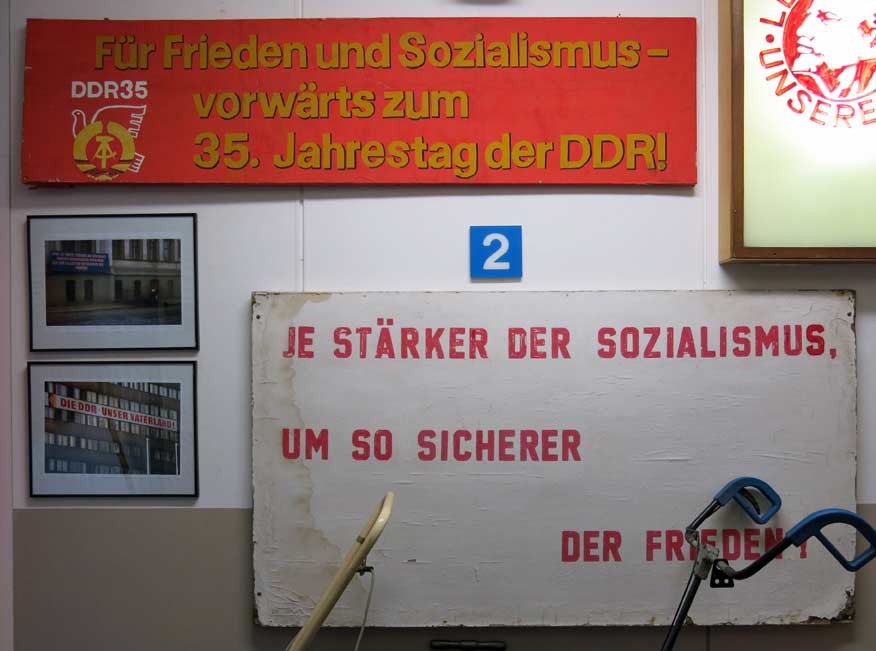 Für Frieden und Sozialismus –
DDR35
vorwärts zum
35. Jahrestag der DDR!
UNSERE
2
DIE DDR · UNSER VATERLAND!
JE STÄRKER DER SOZIALISMUS,
UM SO SICHERER
DER FRIEDEN!